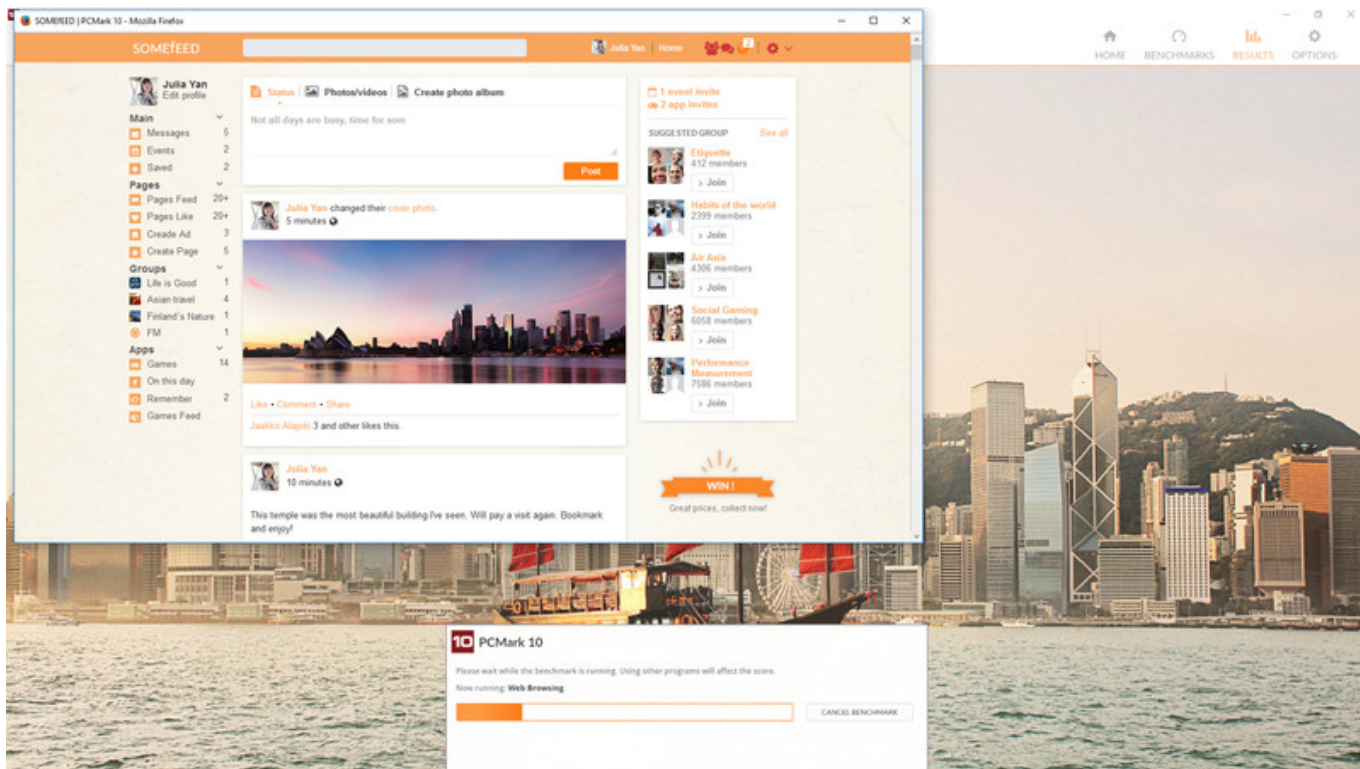 SOMEfEED | PCMark 10 - Mozilla Firefox
HOME BENCHMARKS RESULTS OPTIONS
SOMEfEED
Julia Yan Home 2
Julia Yan
Edit profile
Main
Messages 5
Events 2
Saved 2
Pages
Pages Feed 20+
Pages Like 20+
Creade Ad 3
Create Page 5
Groups
Life is Good 1
Asian travel 4
Finland's Nature 1
FM 1
Apps
Games 14
On this day
Remember 2
Games Feed
Status Photos/videos Create photo album
Not all days are busy, time for som
Post
Julia Yan changed their cover photo.
5 minutes
Like • Comment • Share
Jaakko Alajoki 3 and other likes this.
Julia Yan
10 minutes
This temple was the most beautiful building I've seen. Will pay a visit again. Bookmark
and enjoy!
1 event invite
2 app invites
SUGGESTED GROUP See all
Etiquette
412 members
> Join
Habits of the world
2399 members
> Join
Air Asia
4306 members
> Join
Social Gaming
6058 members
> Join
Performance
Measurement
7586 members
> Join
WIN !
Great prices, collect now!
10 PCMark 10
Please wait while the benchmark is running. Using other programs will affect the score.
Now running: Web Browsing
CANCEL BENCHMARK